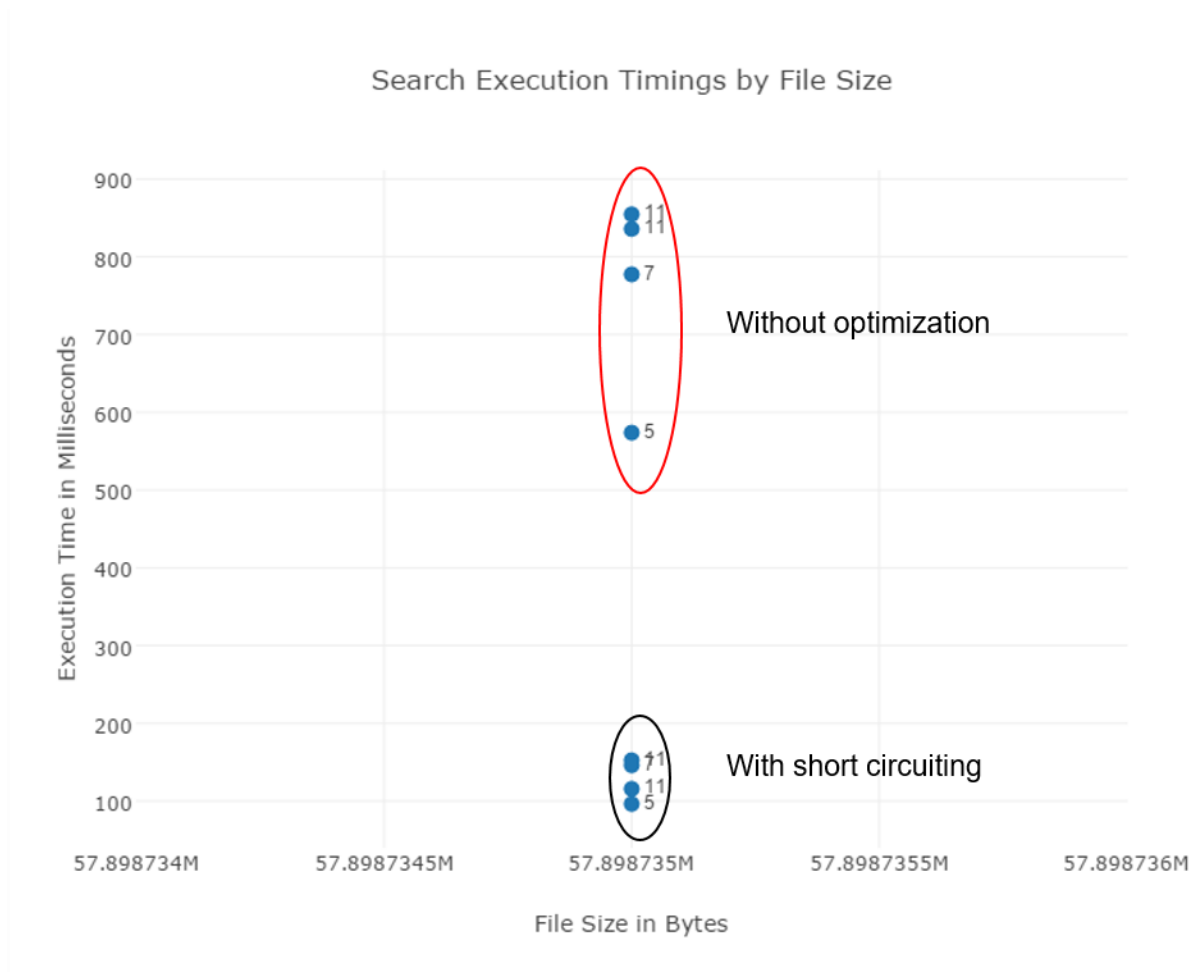 Search Execution Timings by File Size
900
800
700
600
500
400
300
200
100
Execution Time in Milliseconds
11
11
7
5
Without optimization
11
7
11
5
With short circuiting
57.898734M
57.8987345M
57.898735M
57.8987355M
57.898736M
File Size in Bytes